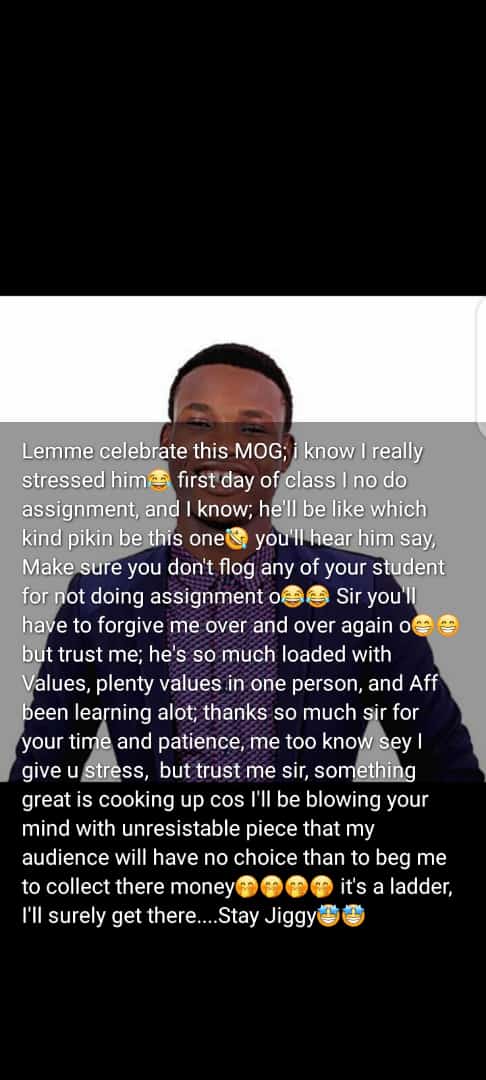 Lemme celebrate this MOG; i know I really
stressed him😂 first day of class I no do
assignment, and I know; he'll be like which
kind pikin be this one🤣 you'll hear him say,
Make sure you don't flog any of your student
for not doing assignment o😂😂 Sir you'll
have to forgive me over and over again o😁😁
but trust me; he's so much loaded with
Values, plenty values in one person, and Aff
been learning alot; thanks so much sir for
your time and patience, me too know sey I
give u stress,  but trust me sir, something
great is cooking up cos I'll be blowing your
mind with unresistable piece that my
audience will have no choice than to beg me
to collect there money🤭🤭🤭🤭 it's a ladder,
I'll surely get there....Stay Jiggy🤩🤩